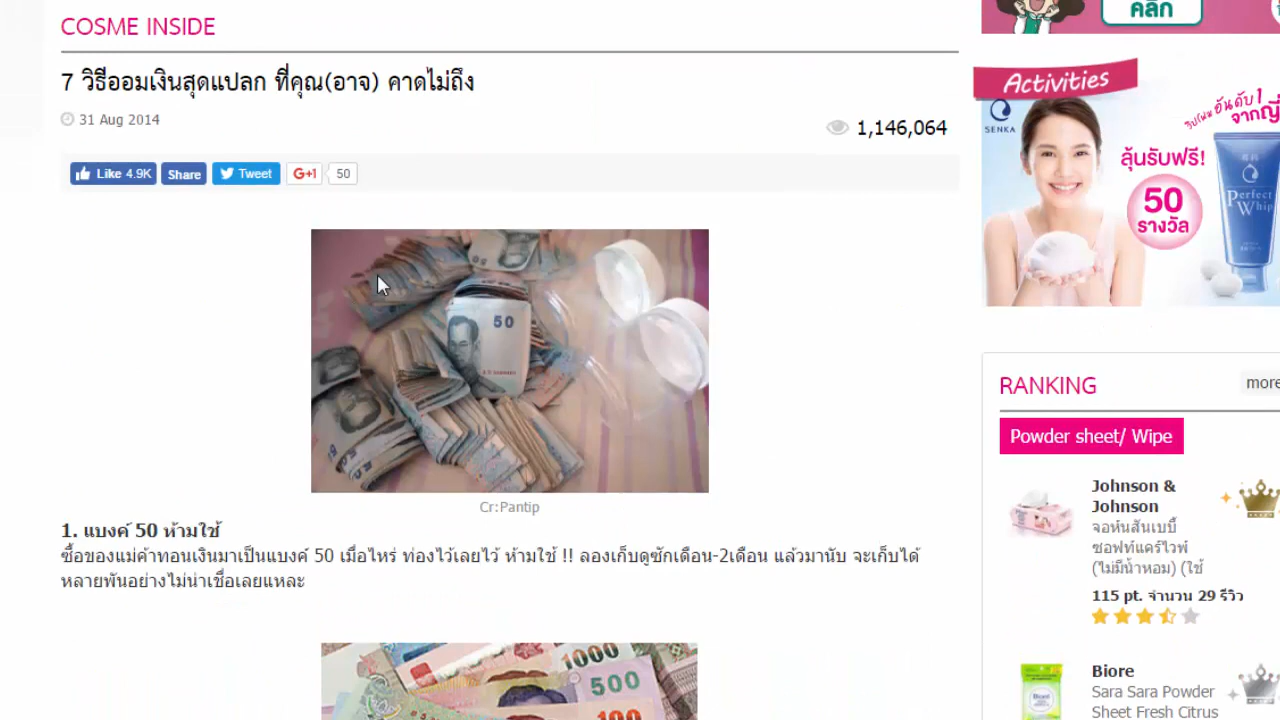 COSME INSIDE
7 วิธีออมเงินสุดแปลก ที่คุณ(อาจ) คาดไม่ถึง
31 Aug 2014
1,146,064
Like 4.9K
Share
Tweet
G+1
50
50
Cr:Pantip
1. แบงค์ 50 ห้ามใช้
ซื้อของแม่ค้าทอนเงินมาเป็นแบงค์ 50 เมื่อไหร่ ท่องไว้เลยไว้ ห้ามใช้ !! ลองเก็บดูซักเดือน-2เดือน แล้วมานับ จะเก็บได้
หลายพันอย่างไม่น่าเชื่อเลยแหละ
1000
500
100
คลิก
Activities
SENKA
อันดับ 1
จากญี่
ลุ้นรับฟรี!
50
รางวัล
Perfect
Whip
RANKING
more
Powder sheet/ Wipe
Johnson &
Johnson
จอห์นสันเบบี้
ซอฟท์แคร์ไวพ์
(ไม่มีน้ำหอม) (ใช้
115 pt. จำนวน 29 รีวิว
Biore
Sara Sara Powder
Sheet Fresh Citrus